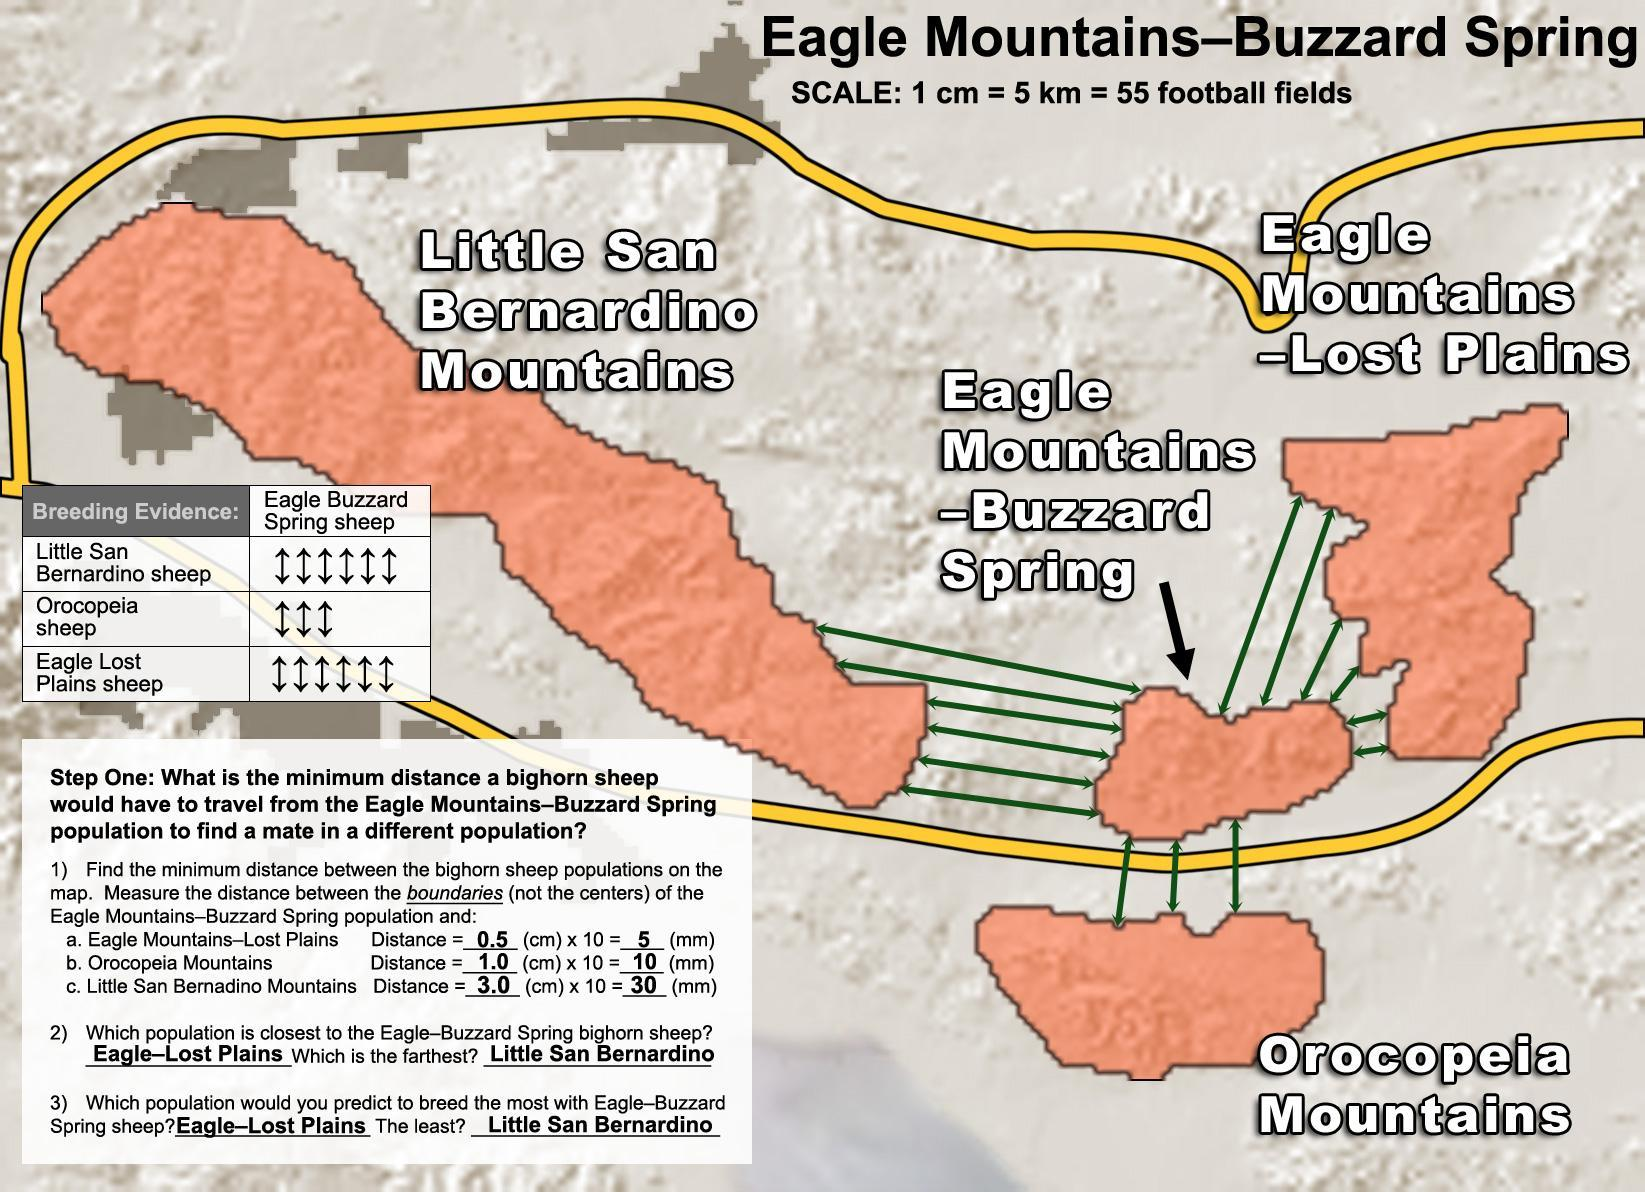 Eagle Mountains–Buzzard Spring
SCALE: 1 cm = 5 km = 55 football fields
Little San
Bernardino
Mountains
Eagle
Mountains
–Lost Plains
Eagle
Mountains
–Buzzard
Spring
Breeding Evidence:
Eagle Buzzard
Spring sheep
Little San
Bernardino sheep
↕↕↕↕↕↕
Orocopeia
sheep
↕↕↕
Eagle Lost
Plains sheep
↕↕↕↕↕↕
Step One: What is the minimum distance a bighorn sheep
would have to travel from the Eagle Mountains–Buzzard Spring
population to find a mate in a different population?
1) Find the minimum distance between the bighorn sheep populations on the
map. Measure the distance between the boundaries (not the centers) of the
Eagle Mountains–Buzzard Spring population and:
a. Eagle Mountains–Lost Plains Distance = 0.5 (cm) x 10 = 5 (mm)
b. Orocopeia Mountains Distance = 1.0 (cm) x 10 = 10 (mm)
c. Little San Bernadino Mountains Distance = 3.0 (cm) x 10 = 30 (mm)
2) Which population is closest to the Eagle–Buzzard Spring bighorn sheep?
Eagle–Lost Plains Which is the farthest? Little San Bernardino
3) Which population would you predict to breed the most with Eagle–Buzzard
Spring sheep? Eagle–Lost Plains The least? Little San Bernardino
Orocopeia
Mountains